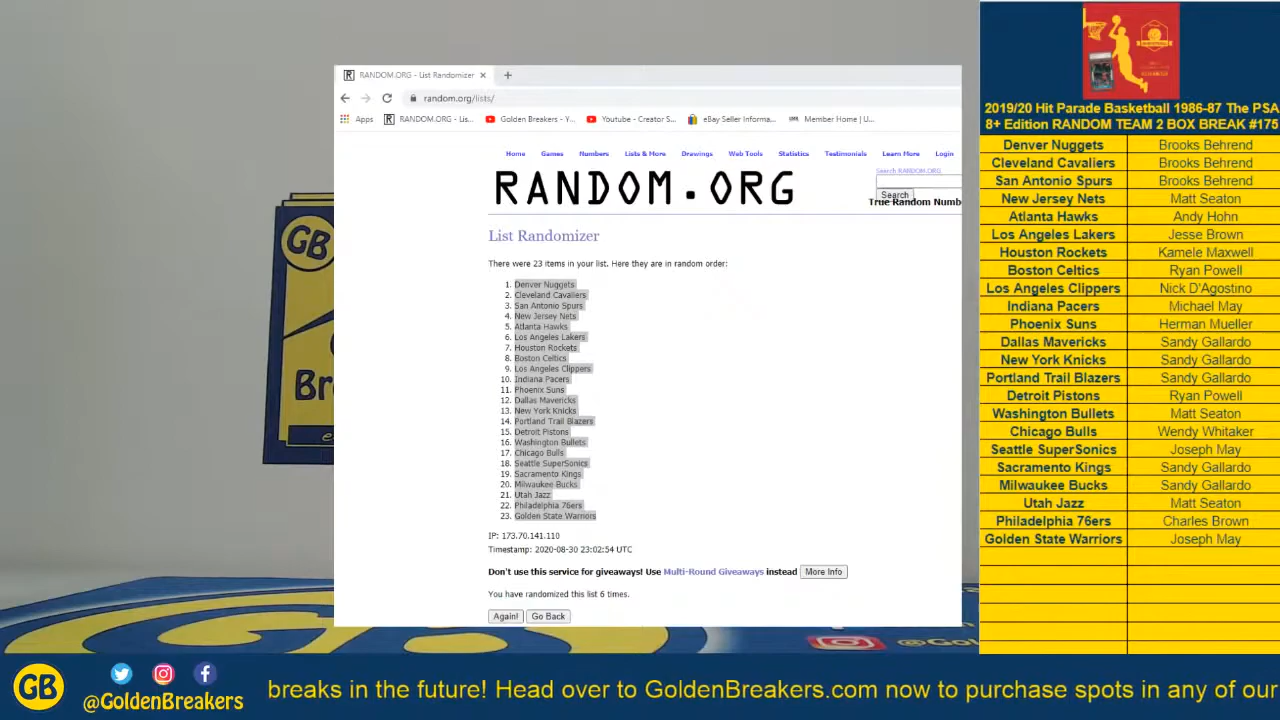 RANDOM.ORG - List Randomizer
random.org/lists/
Apps
RANDOM.ORG - Lis...
Golden Breakers - Y...
Youtube - Creator S...
eBay Seller Informa...
Member Home | U...
Home Games Numbers Lists & More Drawings Web Tools Statistics Testimonials Learn More Login
RANDOM.ORG
Search RANDOM.ORG
Search
True Random Numb
List Randomizer
There were 23 items in your list. Here they are in random order:
1. Denver Nuggets
2. Cleveland Cavaliers
3. San Antonio Spurs
4. New Jersey Nets
5. Atlanta Hawks
6. Los Angeles Lakers
7. Houston Rockets
8. Boston Celtics
9. Los Angeles Clippers
10. Indiana Pacers
11. Phoenix Suns
12. Dallas Mavericks
13. New York Knicks
14. Portland Trail Blazers
15. Detroit Pistons
16. Washington Bullets
17. Chicago Bulls
18. Seattle SuperSonics
19. Sacramento Kings
20. Milwaukee Bucks
21. Utah Jazz
22. Philadelphia 76ers
23. Golden State Warriors
IP: 173.70.141.110
Timestamp: 2020-08-30 23:02:54 UTC
Don't use this service for giveaways! Use Multi-Round Giveaways instead More Info
You have randomized this list 6 times.
Again! Go Back
2019/20 Hit Parade Basketball 1986-87 The PSA
8+ Edition RANDOM TEAM 2 BOX BREAK #175
Denver Nuggets Brooks Behrend
Cleveland Cavaliers Brooks Behrend
San Antonio Spurs Brooks Behrend
New Jersey Nets Matt Seaton
Atlanta Hawks Andy Hohn
Los Angeles Lakers Jesse Brown
Houston Rockets Kamele Maxwell
Boston Celtics Ryan Powell
Los Angeles Clippers Nick D'Agostino
Indiana Pacers Michael May
Phoenix Suns Herman Mueller
Dallas Mavericks Sandy Gallardo
New York Knicks Sandy Gallardo
Portland Trail Blazers Sandy Gallardo
Detroit Pistons Ryan Powell
Washington Bullets Matt Seaton
Chicago Bulls Wendy Whitaker
Seattle SuperSonics Joseph May
Sacramento Kings Sandy Gallardo
Milwaukee Bucks Sandy Gallardo
Utah Jazz Matt Seaton
Philadelphia 76ers Charles Brown
Golden State Warriors Joseph May
GB
Br
GB
@Golden
GB
@GoldenBreakers
breaks in the future! Head over to GoldenBreakers.com now to purchase spots in any of our